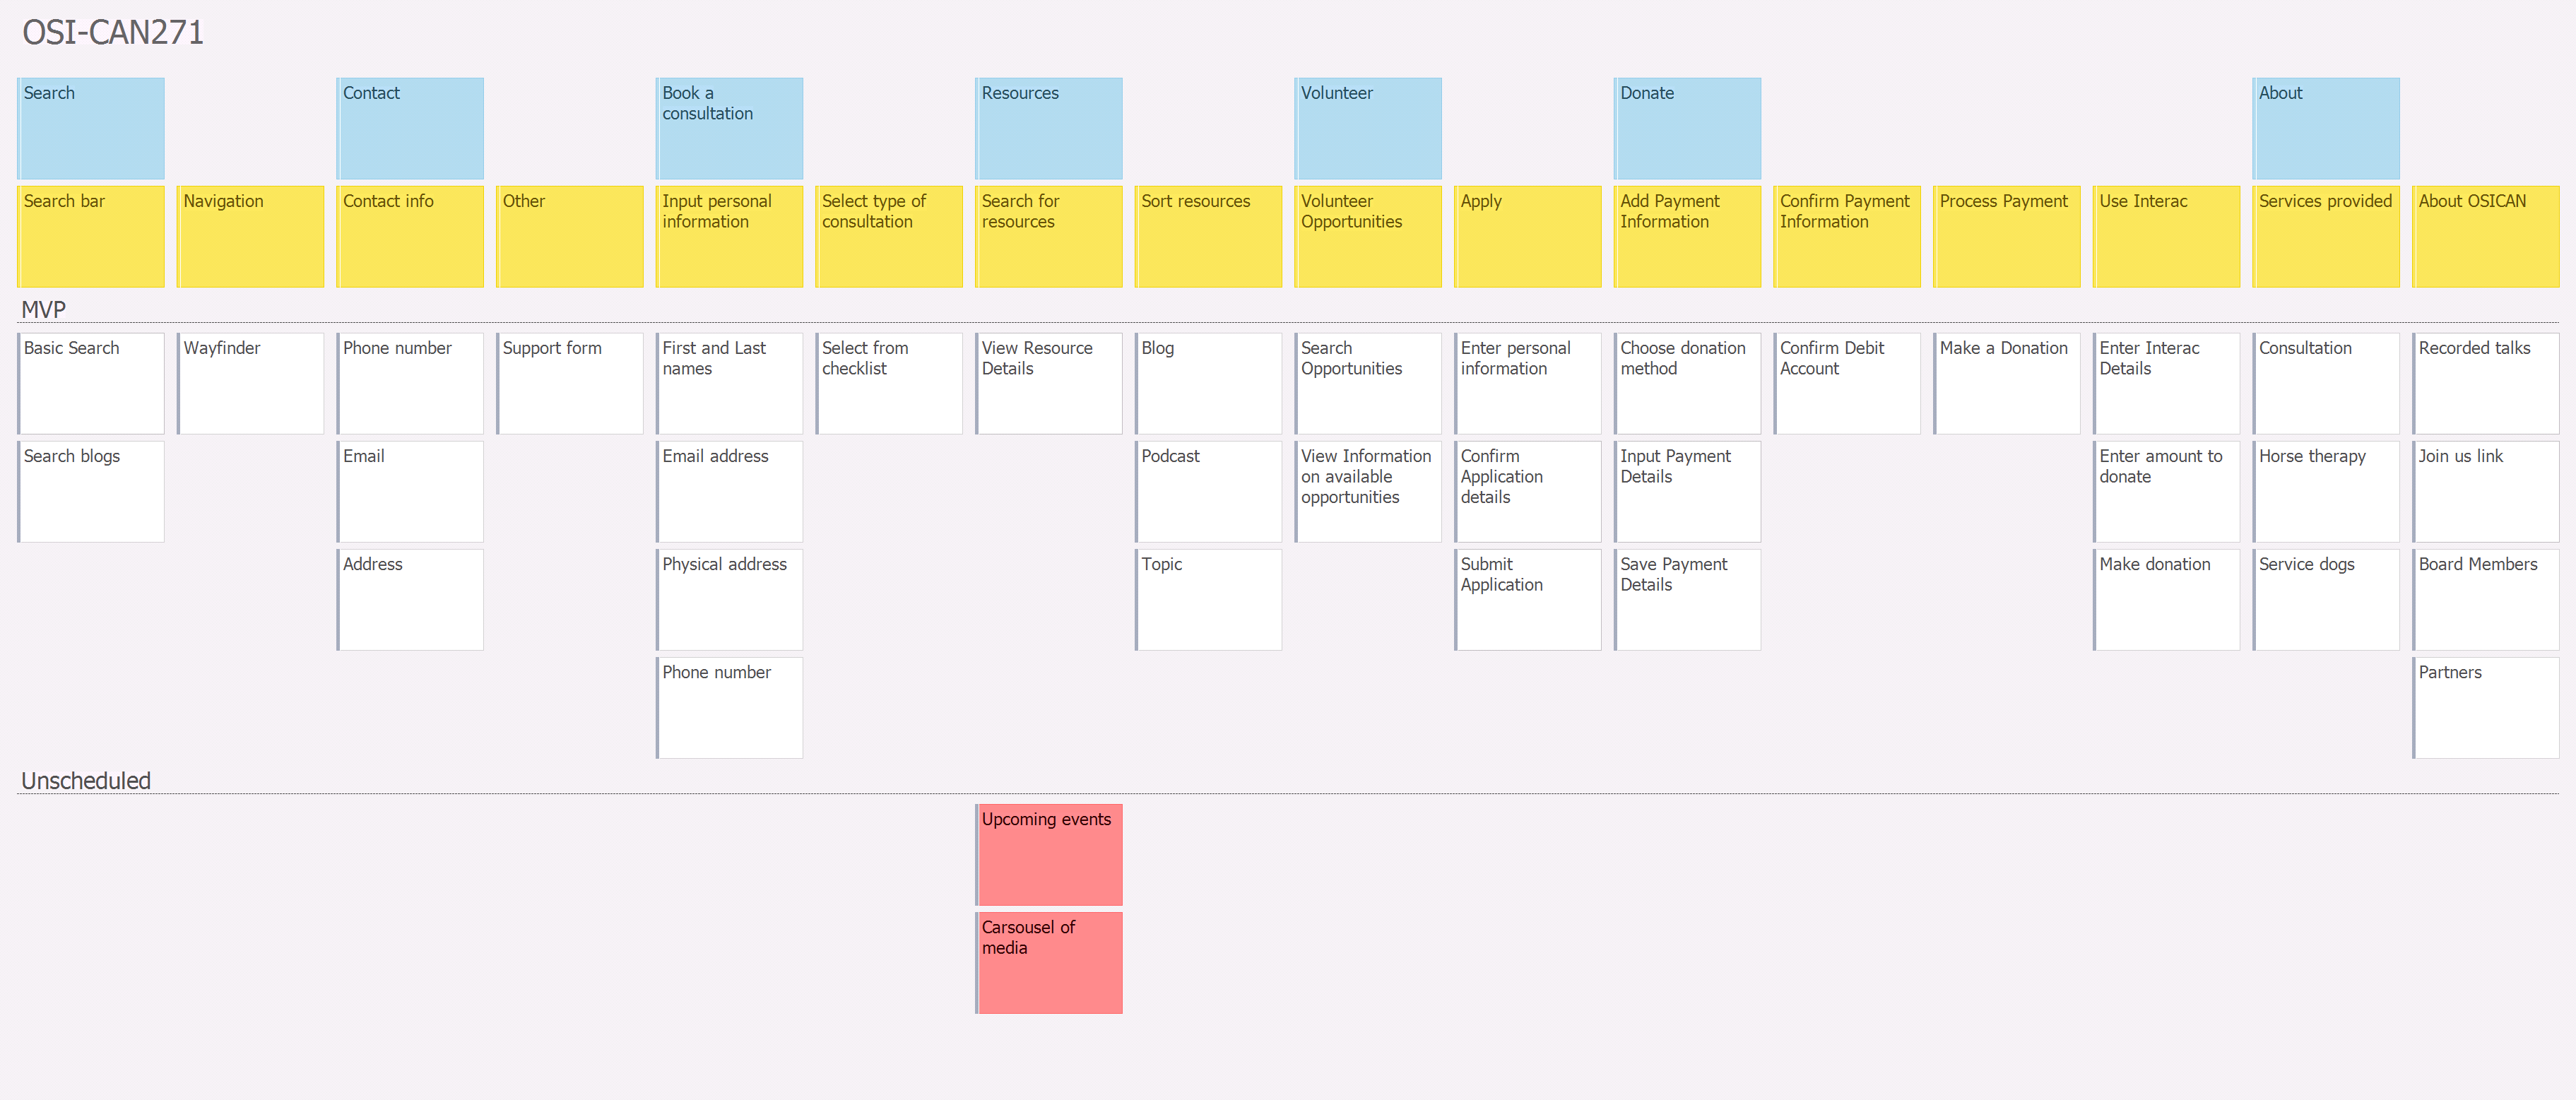 OSI-CAN271
Search
Contact
Book a
consultation
Resources
Volunteer
Donate
About
Search bar
Navigation
Contact info
Other
Input personal
information
Select type of
consultation
Search for
resources
Sort resources
Volunteer
Opportunities
Apply
Add Payment
Information
Confirm Payment
Information
Process Payment
Use Interac
Services provided
About OSICAN
MVP
Basic Search
Wayfinder
Phone number
Support form
First and Last
names
Select from
checklist
View Resource
Details
Blog
Search
Opportunities
Enter personal
information
Choose donation
method
Confirm Debit
Account
Make a Donation
Enter Interac
Details
Consultation
Recorded talks
Search blogs
Email
Email address
Podcast
View Information
on available
opportunities
Confirm
Application
details
Input Payment
Details
Enter amount to
donate
Horse therapy
Join us link
Address
Physical address
Topic
Submit
Application
Save Payment
Details
Make donation
Service dogs
Board Members
Phone number
Partners
Unscheduled
Upcoming events
Carsousel of
media